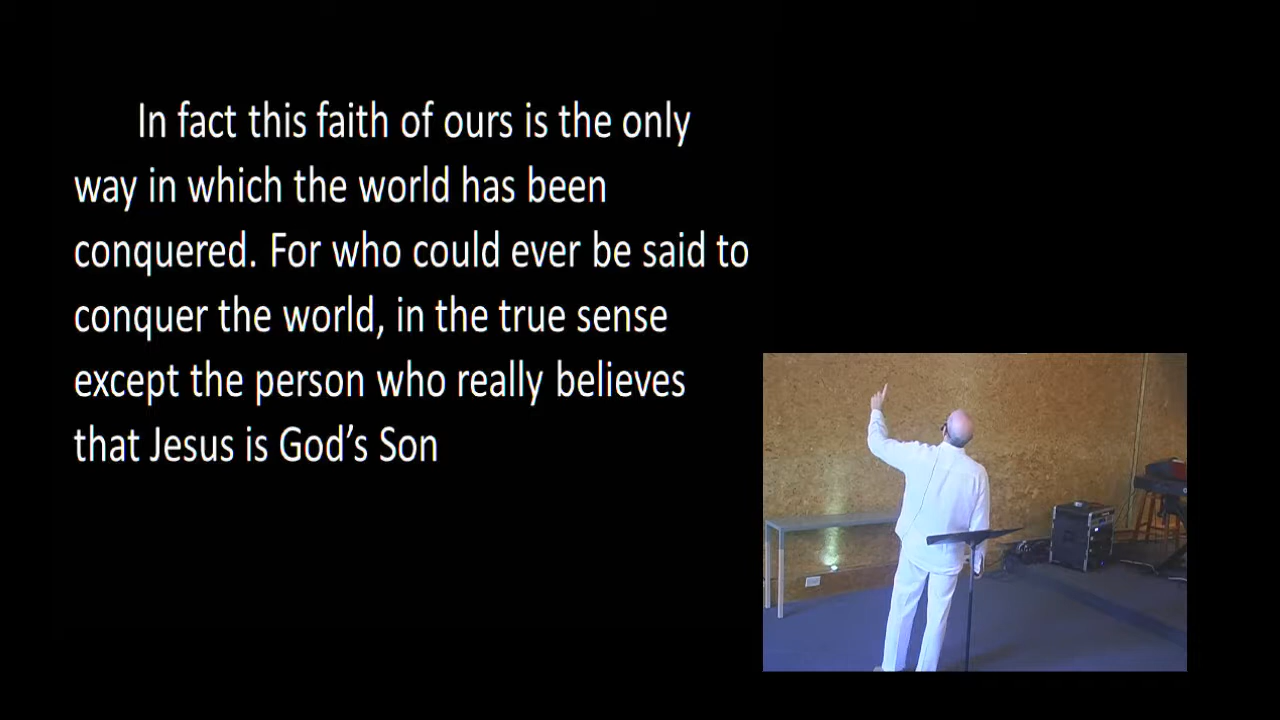 In fact this faith of ours is the only
way in which the world has been
conquered. For who could ever be said to
conquer the world, in the true sense
except the person who really believes
that Jesus is God’s Son